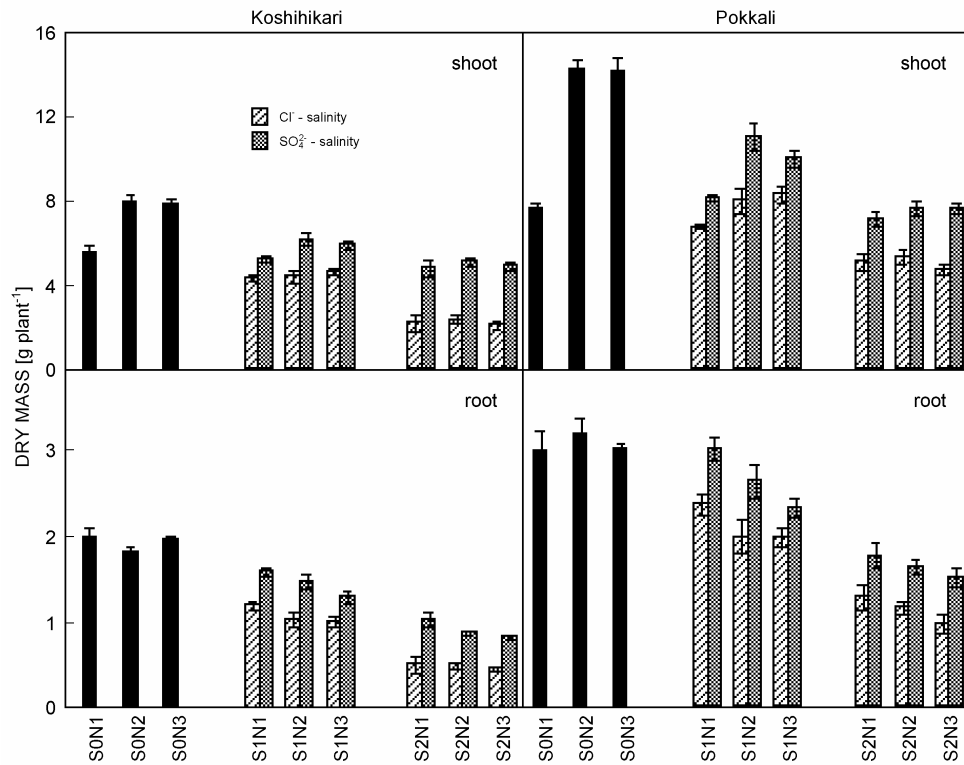 Koshihikari Pokkali
16 shoot shoot
12 Cl⁻ - salinity
SO₄²⁻ - salinity
8
4
0
DRY MASS [g plant⁻¹]
root root
3
2
1
0
S0N1 S0N2 S0N3 S1N1 S1N2 S1N3 S2N1 S2N2 S2N3 S0N1 S0N2 S0N3 S1N1 S1N2 S1N3 S2N1 S2N2 S2N3